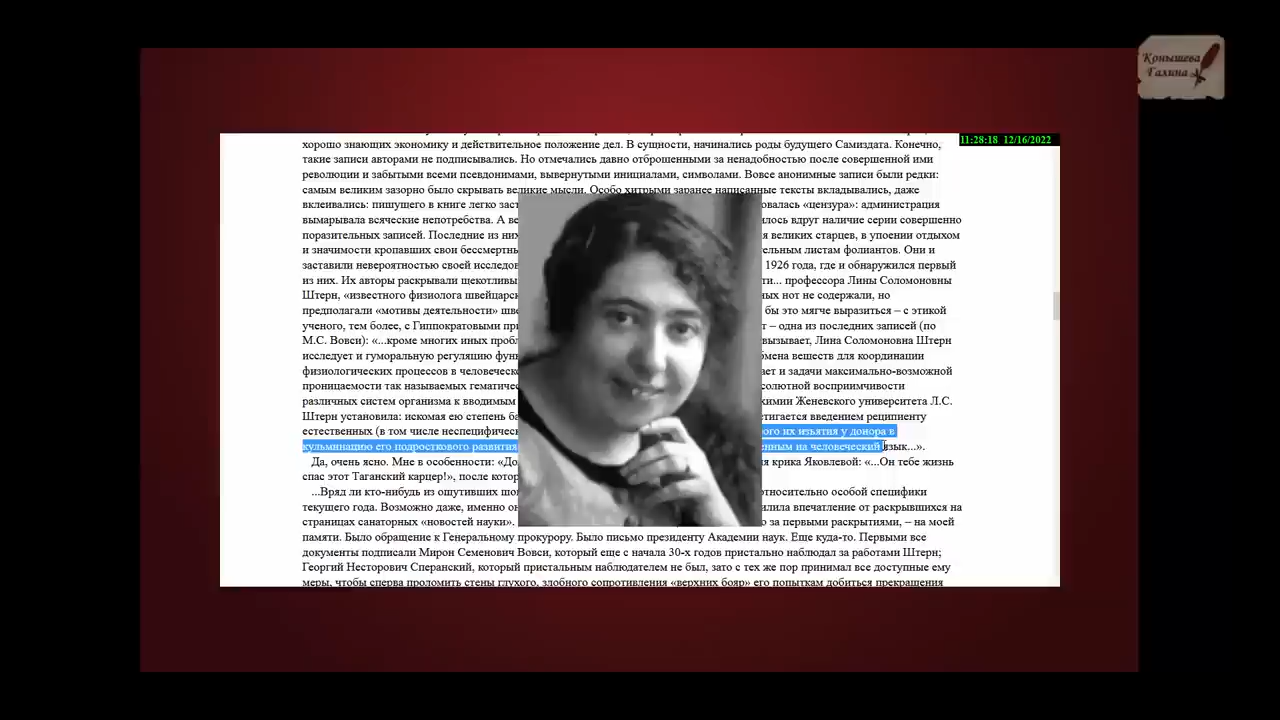 Конышева
Галина
11:28:18 12/16/2022
хорошо знающих экономику и действительное положение дел. В сущности, начинались роды будущего Самиздата. Конечно,
такие записи авторами не подписывались. Но отмечались давно отброшенными за ненадобностью после совершенной ими
революции и забытыми всеми псевдонимами, вывернутыми инициалами, символами. Вовсе анонимные записи были редки:
самым великим зазорно было скрывать великие мысли. Особо хитрыми заранее написанные тексты вкладывались, даже
вклеивались: пишущего в книге легко заст овалась «цензура»: администрация
вымарывала всяческие непотребства. А ве илось вдруг наличие серии совершенно
поразительных записей. Последние из них я великих старцев, в упоении отдыхом
и значимости кропавших свои бессмертнь ельным листам фолиантов. Они и
заставили невероятностью своей исследов 1926 года, где и обнаружился первый
из них. Их авторы раскрывали щекотливы ти... профессора Лины Соломоновны
Штерн, «известного физиолога швейцарск ных нот не содержали, но
предполагали «мотивы деятельности» шве бы это мягче выразиться – с этикой
ученого, тем более, с Гиппократовыми при т – одна из последних записей (по
М.С. Вовси): «...кроме многих иных пробл вызывает, Лина Соломоновна Штерн
исследует и гуморальную регуляцию функ бмена веществ для координации
физиологических процессов в человеческо ает и задачи максимально-возможной
проницаемости так называемых гематичес солютной восприимчивости
различных систем организма к вводимым химии Женевского университета Л.С.
Штерн установила: искомая ею степень ба стигается введением реципиенту
естественных (в том числе неспецифичес ого их изъятия у донора в
кульминацию его подросткового развития енным на человеческий язык...».
Да, очень ясно. Мне в особенности: «До я крика Яковлевой: «...Он тебе жизнь
спас этот Таганский карцер!», после котор
...Вряд ли кто-нибудь из ощутивших шо относительно особой специфики
текущего года. Возможно даже, именно он илила впечатление от раскрывшихся на
страницах санаторных «новостей науки». о за первыми раскрытиями, – на моей
памяти. Было обращение к Генеральному прокурору. Было письмо президенту Академии наук. Еще куда-то. Первыми все
документы подписали Мирон Семенович Вовси, который еще с начала 30-х годов пристально наблюдал за работами Штерн;
Георгий Несторович Сперанский, который пристальным наблюдателем не был, зато с тех же пор принимал все доступные ему
меры, чтобы сперва проломить стены глухого, злобного сопротивления «верхних бояр» его попыткам добиться прекращения